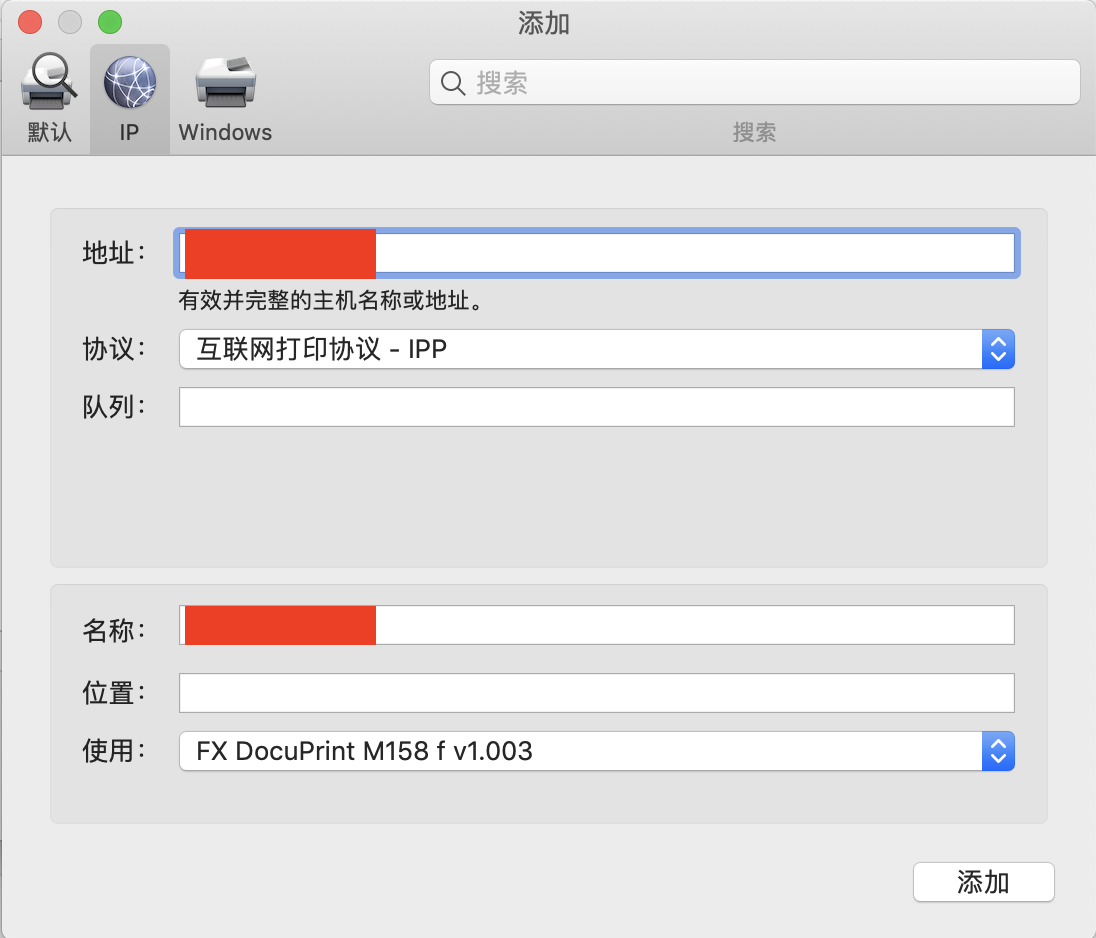 添加
默认
IP
Windows
搜索
搜索
地址：
有效并完整的主机名称或地址。
协议：
互联网打印协议 – IPP
队列：
名称：
位置：
使用：
FX DocuPrint M158 f v1.003
添加